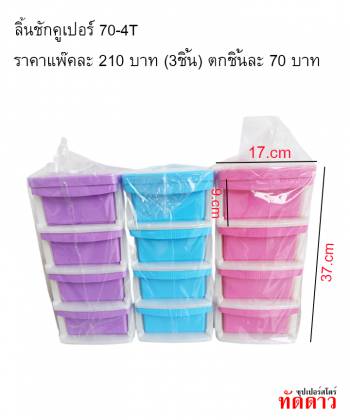 ลิ้นชักคูเปอร์ 70-4T
ราคาแพ๊คละ 210 บาท (3ชิ้น) ตกชิ้นละ 70 บาท
17.cm
9.cm
37.cm
ซุปเปอร์สโตร์
ทัดดาว